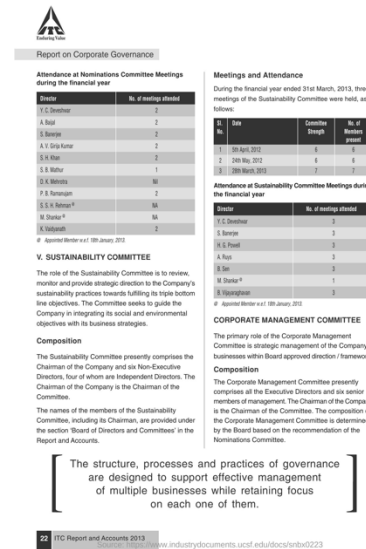 Enduring Value
Report on Corporate Governance
Attendance at Nominations Committee Meetings
during the financial year
Director No. of meetings attended
Y. C. Deveshwar 2
A. Baijal 2
S. Banerjee 2
A. V. Girija Kumar 2
S. H. Khan 2
S. B. Mathur 1
D. K. Mehrotra Nil
P. B. Ramanujam 2
S. S. H. Rehman @ NA
M. Shankar @ NA
K. Vaidyanath 2
@ Appointed Member w.e.f. 18th January, 2013.
V. SUSTAINABILITY COMMITTEE
The role of the Sustainability Committee is to review,
monitor and provide strategic direction to the Company's
sustainability practices towards fulfilling its triple bottom
line objectives. The Committee seeks to guide the
Company in integrating its social and environmental
objectives with its business strategies.
Composition
The Sustainability Committee presently comprises the
Chairman of the Company and six Non-Executive
Directors, four of whom are Independent Directors. The
Chairman of the Company is the Chairman of the
Committee.
The names of the members of the Sustainability
Committee, including its Chairman, are provided under
the section 'Board of Directors and Committees' in the
Report and Accounts.
Meetings and Attendance
During the financial year ended 31st March, 2013, thre
meetings of the Sustainability Committee were held, as
follows:
Sl. No. Date Committee Strength No. of Members present
1 5th April, 2012 6 6
2 24th May, 2012 6 6
3 28th March, 2013 7 7
Attendance at Sustainability Committee Meetings durin
the financial year
Director No. of meetings attended
Y. C. Deveshwar 3
S. Banerjee 3
H. G. Powell 3
A. Ruys 3
B. Sen 3
M. Shankar @ 1
B. Vijayaraghavan 3
@ Appointed Member w.e.f. 18th January, 2013.
CORPORATE MANAGEMENT COMMITTEE
The primary role of the Corporate Management
Committee is strategic management of the Company
businesses within Board approved direction / framewor
Composition
The Corporate Management Committee presently
comprises all the Executive Directors and six senior
members of management. The Chairman of the Compa
is the Chairman of the Committee. The composition
the Corporate Management Committee is determine
by the Board based on the recommendation of the
Nominations Committee.
The structure, processes and practices of governance
are designed to support effective management
of multiple businesses while retaining focus
on each one of them.
22 ITC Report and Accounts 2013
Source: https://www.industrydocuments.ucsf.edu/docs/snbx0223